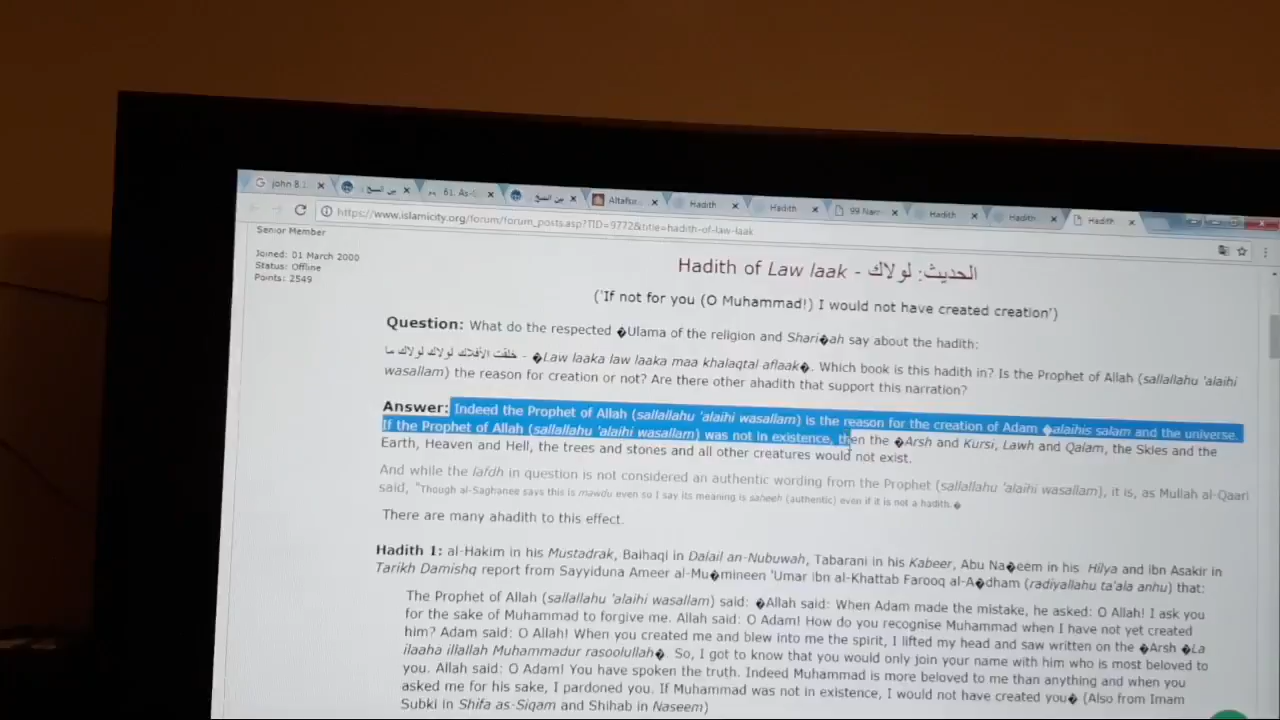 john 8:1
61. As-S
Altafsir
Hadith
Hadith
99 Nam
Hadith
Hadith
Hadith
https://www.islamicity.org/forum/forum_posts.asp?TID=9772&title=hadith-of-law-laak
Senior Member
Joined: 01 March 2000
Status: Offline
Points: 2549
Hadith of Law laak - الحديث: لولاك
('If not for you (O Muhammad!) I would not have created creation')
Question: What do the respected �Ulama of the religion and Shari�ah say about the hadith:
خلقت الأفلاك لولاك لولاك ما - �Law laaka law laaka maa khalaqtal aflaak�. Which book is this hadith in? Is the Prophet of Allah (sallallahu 'alaihi
wasallam) the reason for creation or not? Are there other ahadith that support this narration?
Answer: Indeed the Prophet of Allah (sallallahu 'alaihi wasallam) is the reason for the creation of Adam �alaihis salam and the universe.
If the Prophet of Allah (sallallahu 'alaihi wasallam) was not in existence, then the �Arsh and Kursi, Lawh and Qalam, the Skies and the
Earth, Heaven and Hell, the trees and stones and all other creatures would not exist.
And while the lafdh in question is not considered an authentic wording from the Prophet (sallallahu 'alaihi wasallam), it is, as Mullah al-Qaari
said, "Though al-Saghanee says this is mawdu even so I say its meaning is saheeh (authentic) even if it is not a hadith.�
There are many ahadith to this effect.
Hadith 1: al-Hakim in his Mustadrak, Baihaqi in Dalail an-Nubuwah, Tabarani in his Kabeer, Abu Na�eem in his Hilya and Ibn Asakir in
Tarikh Damishq report from Sayyiduna Ameer al-Mu�mineen 'Umar ibn al-Khattab Farooq al-A�dham (radiyallahu ta'ala anhu) that:
The Prophet of Allah (sallallahu 'alaihi wasallam) said: �Allah said: When Adam made the mistake, he asked: O Allah! I ask you
for the sake of Muhammad to forgive me. Allah said: O Adam! How do you recognise Muhammad when I have not yet created
him? Adam said: O Allah! When you created me and blew into me the spirit, I lifted my head and saw written on the �Arsh �La
ilaaha illallah Muhammadur rasoolullah�. So, I got to know that you would only join your name with him who is most beloved to
you. Allah said: O Adam! You have spoken the truth. Indeed Muhammad is more beloved to me than anything and when you
asked me for his sake, I pardoned you. If Muhammad was not in existence, I would not have created you� (Also from Imam
Subki in Shifa as-Siqam and Shihab in Naseem)